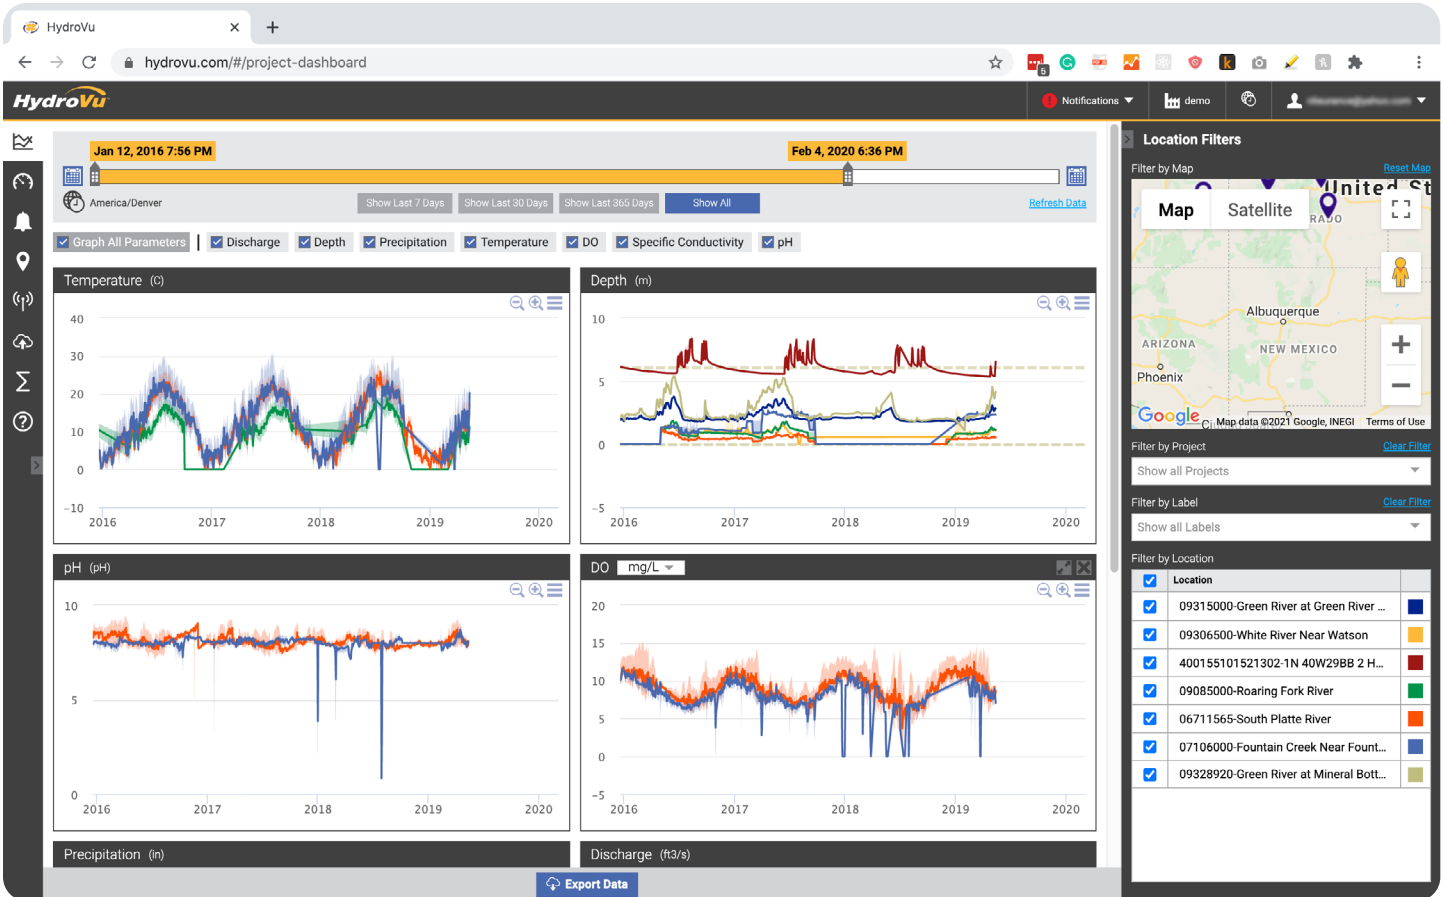 HydroVu
hydrovu.com/#/project-dashboard
5
k
HydroVu
Notifications
demo
Jan 12, 2016 7:56 PM
Feb 4, 2020 6:36 PM
America/Denver
Show Last 7 Days
Show Last 30 Days
Show Last 365 Days
Show All
Refresh Data
Graph All Parameters
Discharge
Depth
Precipitation
Temperature
DO
Specific Conductivity
pH
Temperature (C)
40
30
20
10
0
−10
2016 2017 2018 2019 2020
Depth (m)
10
5
0
−5
2016 2017 2018 2019 2020
pH (pH)
10
5
0
2016 2017 2018 2019 2020
DO mg/L
20
15
10
5
0
−5
2016 2017 2018 2019 2020
Precipitation (in)
Discharge (ft3/s)
Export Data
Location Filters
Filter by Map
Reset Map
United St
Map
Satellite
RADO
Albuquerque
ARIZONA
NEW MEXICO
Phoenix
Google
Map data ©2021 Google, INEGI
Terms of Use
Filter by Project
Clear Filter
Show all Projects
Filter by Label
Clear Filter
Show all Labels
Filter by Location
Location
09315000-Green River at Green River ...
09306500-White River Near Watson
400155101521302-1N 40W29BB 2 H...
09085000-Roaring Fork River
06711565-South Platte River
07106000-Fountain Creek Near Fount...
09328920-Green River at Mineral Bott...